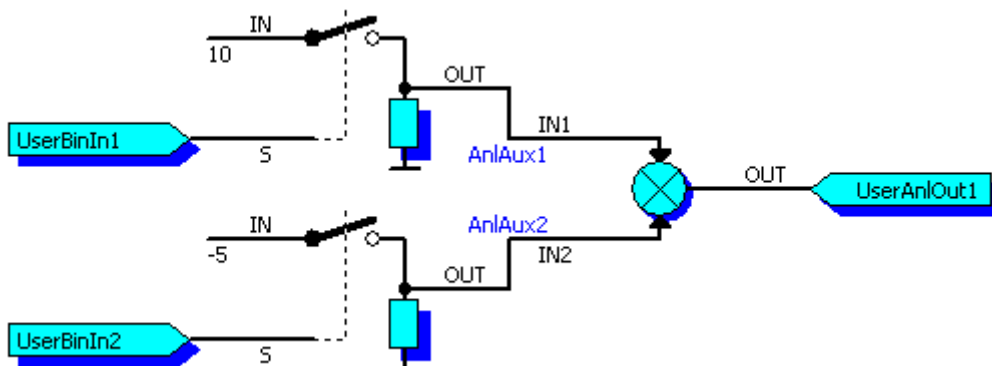 IN
10
OUT
IN1
UserBinIn1
S
AnlAux1
OUT
UserAnlOut1
IN
AnlAux2
-5
IN2
OUT
UserBinIn2
S